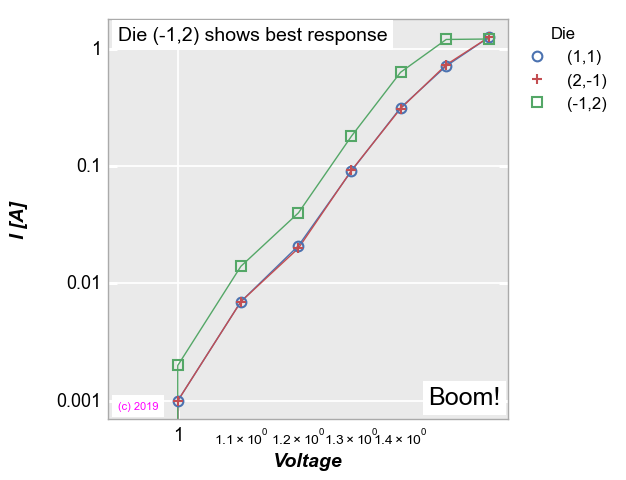 Die (-1,2) shows best response
Die
(1,1)
(2,-1)
(-1,2)
1
0.1
0.01
0.001
I [A]
(c) 2019
Boom!
1
1.1 × 10⁰
1.2 × 10⁰
1.3 × 10⁰
1.4 × 10⁰
Voltage